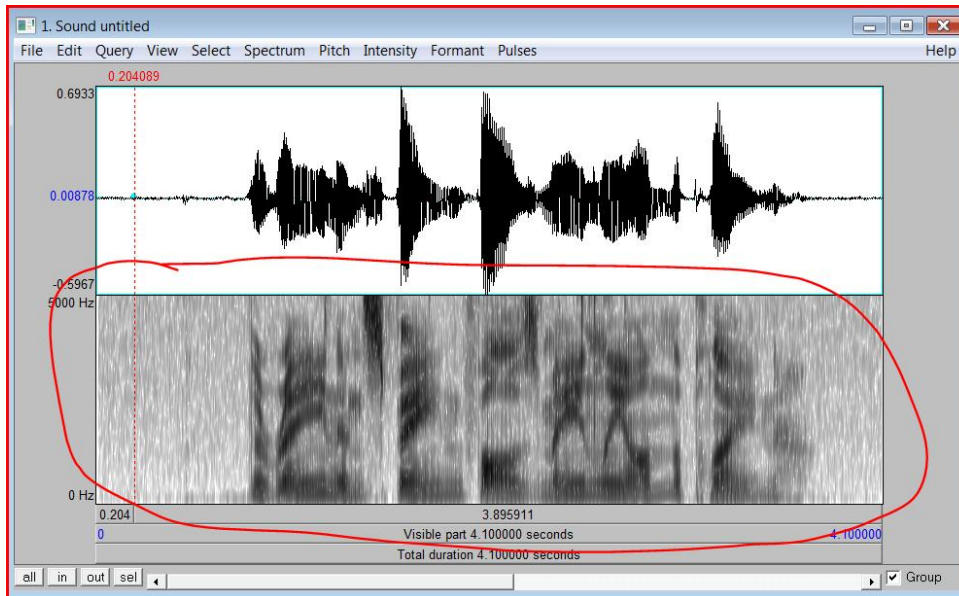 1. Sound untitled
File Edit Query View Select Spectrum Pitch Intensity Formant Pulses Help
0.204089
0.6933
0.00878
-0.5967
5000 Hz
0 Hz
0.204 3.895911
0 Visible part 4.100000 seconds 4.100000
Total duration 4.100000 seconds
all in out sel Group